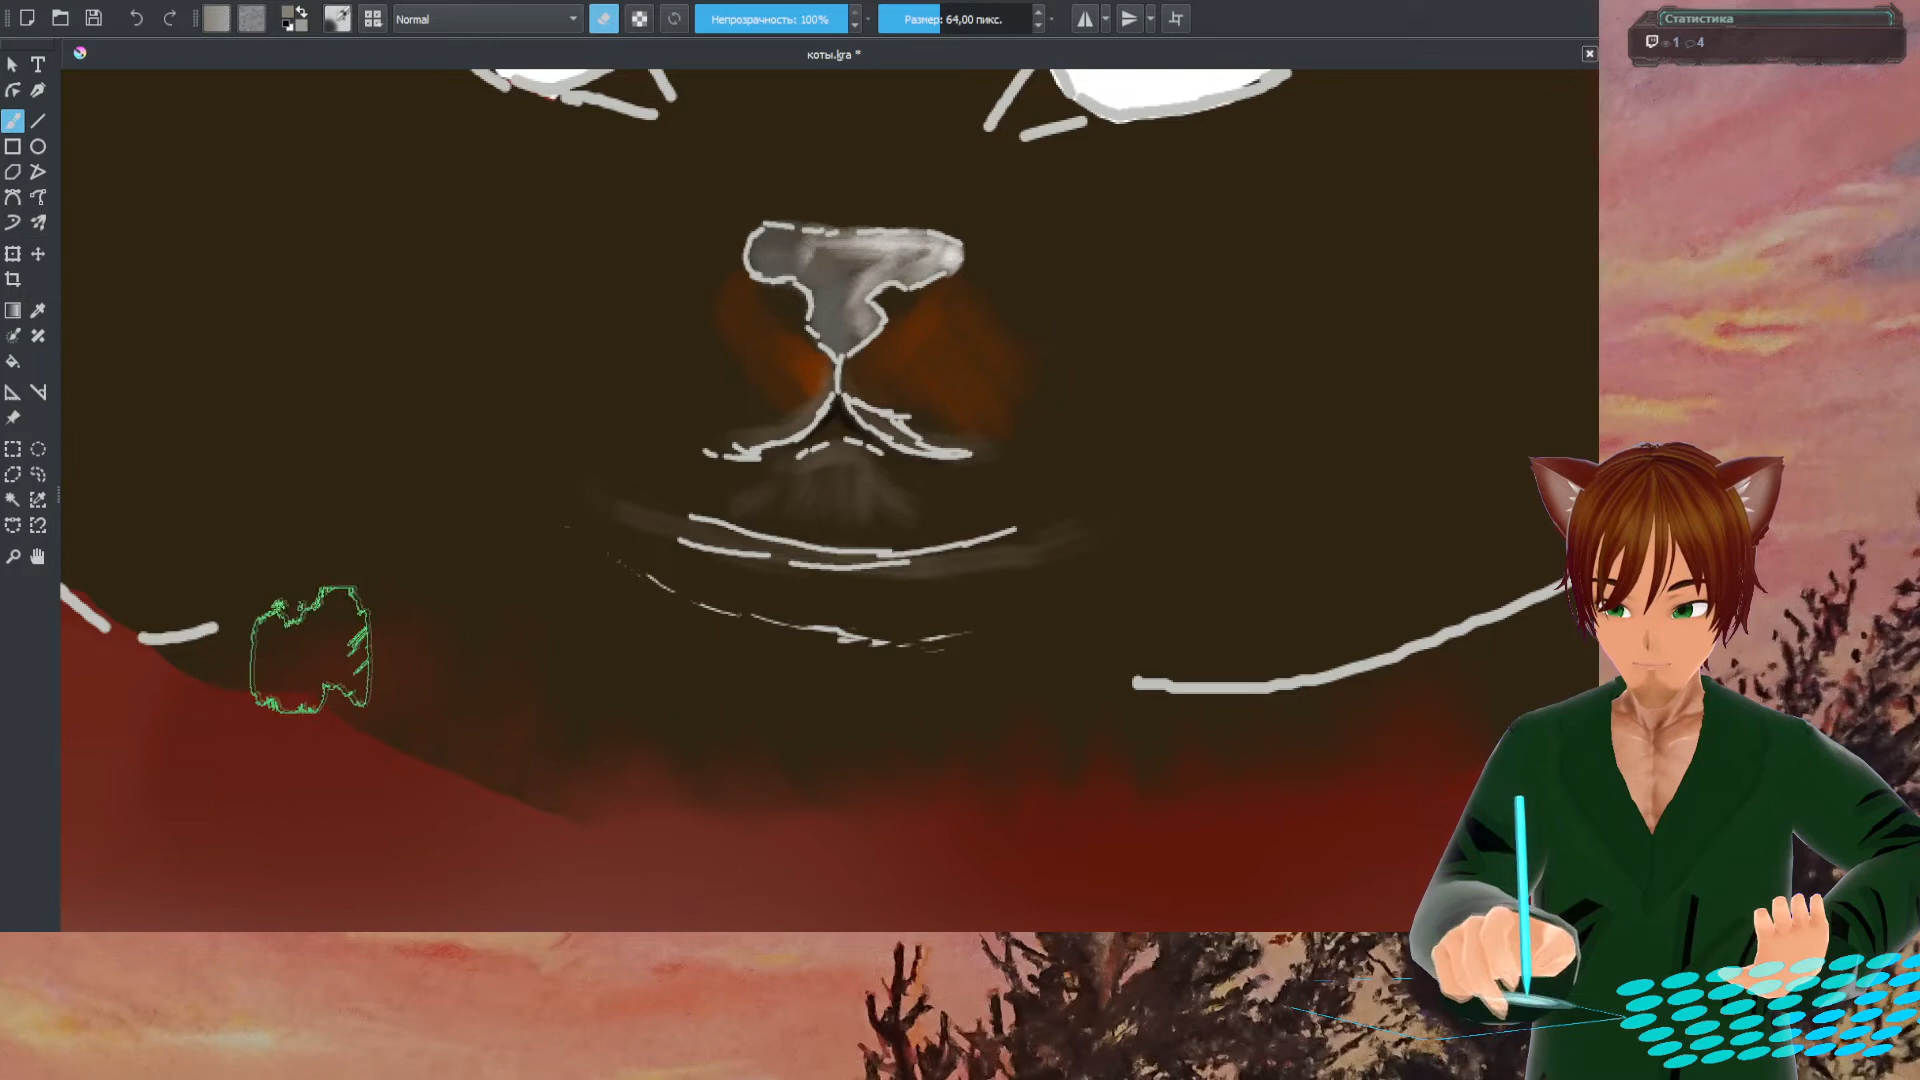 Normal
Непрозрачность: 100%
Размер: 64,00 пикс.
Статистика
1 4
коты.kra *